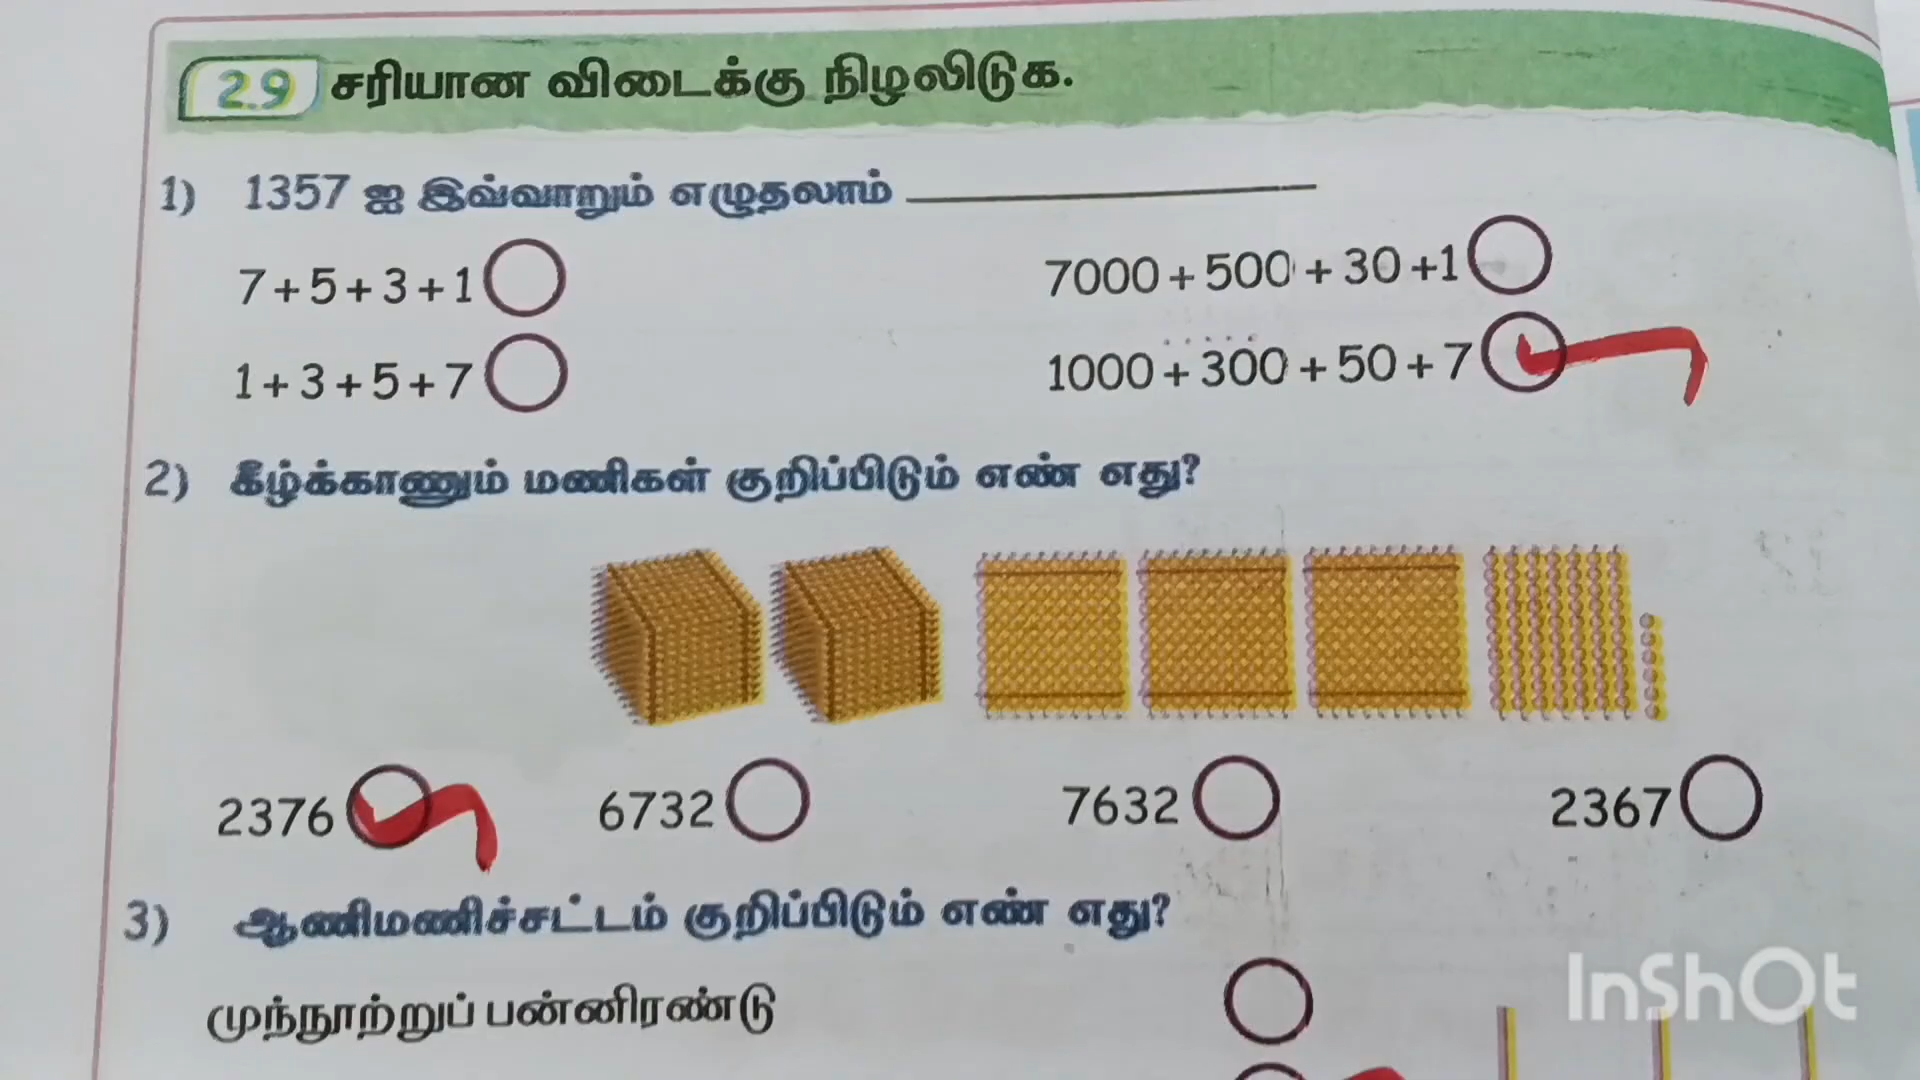 2.9 சரியான விடைக்கு நிழலிடுக.
1) 1357 ஐ இவ்வாறும் எழுதலாம் ____________
7+5+3+1 7000+500+30+1
1+3+5+7 1000+300+50+7
2) கீழ்க்காணும் மணிகள் குறிப்பிடும் எண் எது?
2376 6732 7632 2367
3) ஆணிமணிச்சட்டம் குறிப்பிடும் எண் எது?
முந்நூற்றுப் பன்னிரண்டு
InShOt